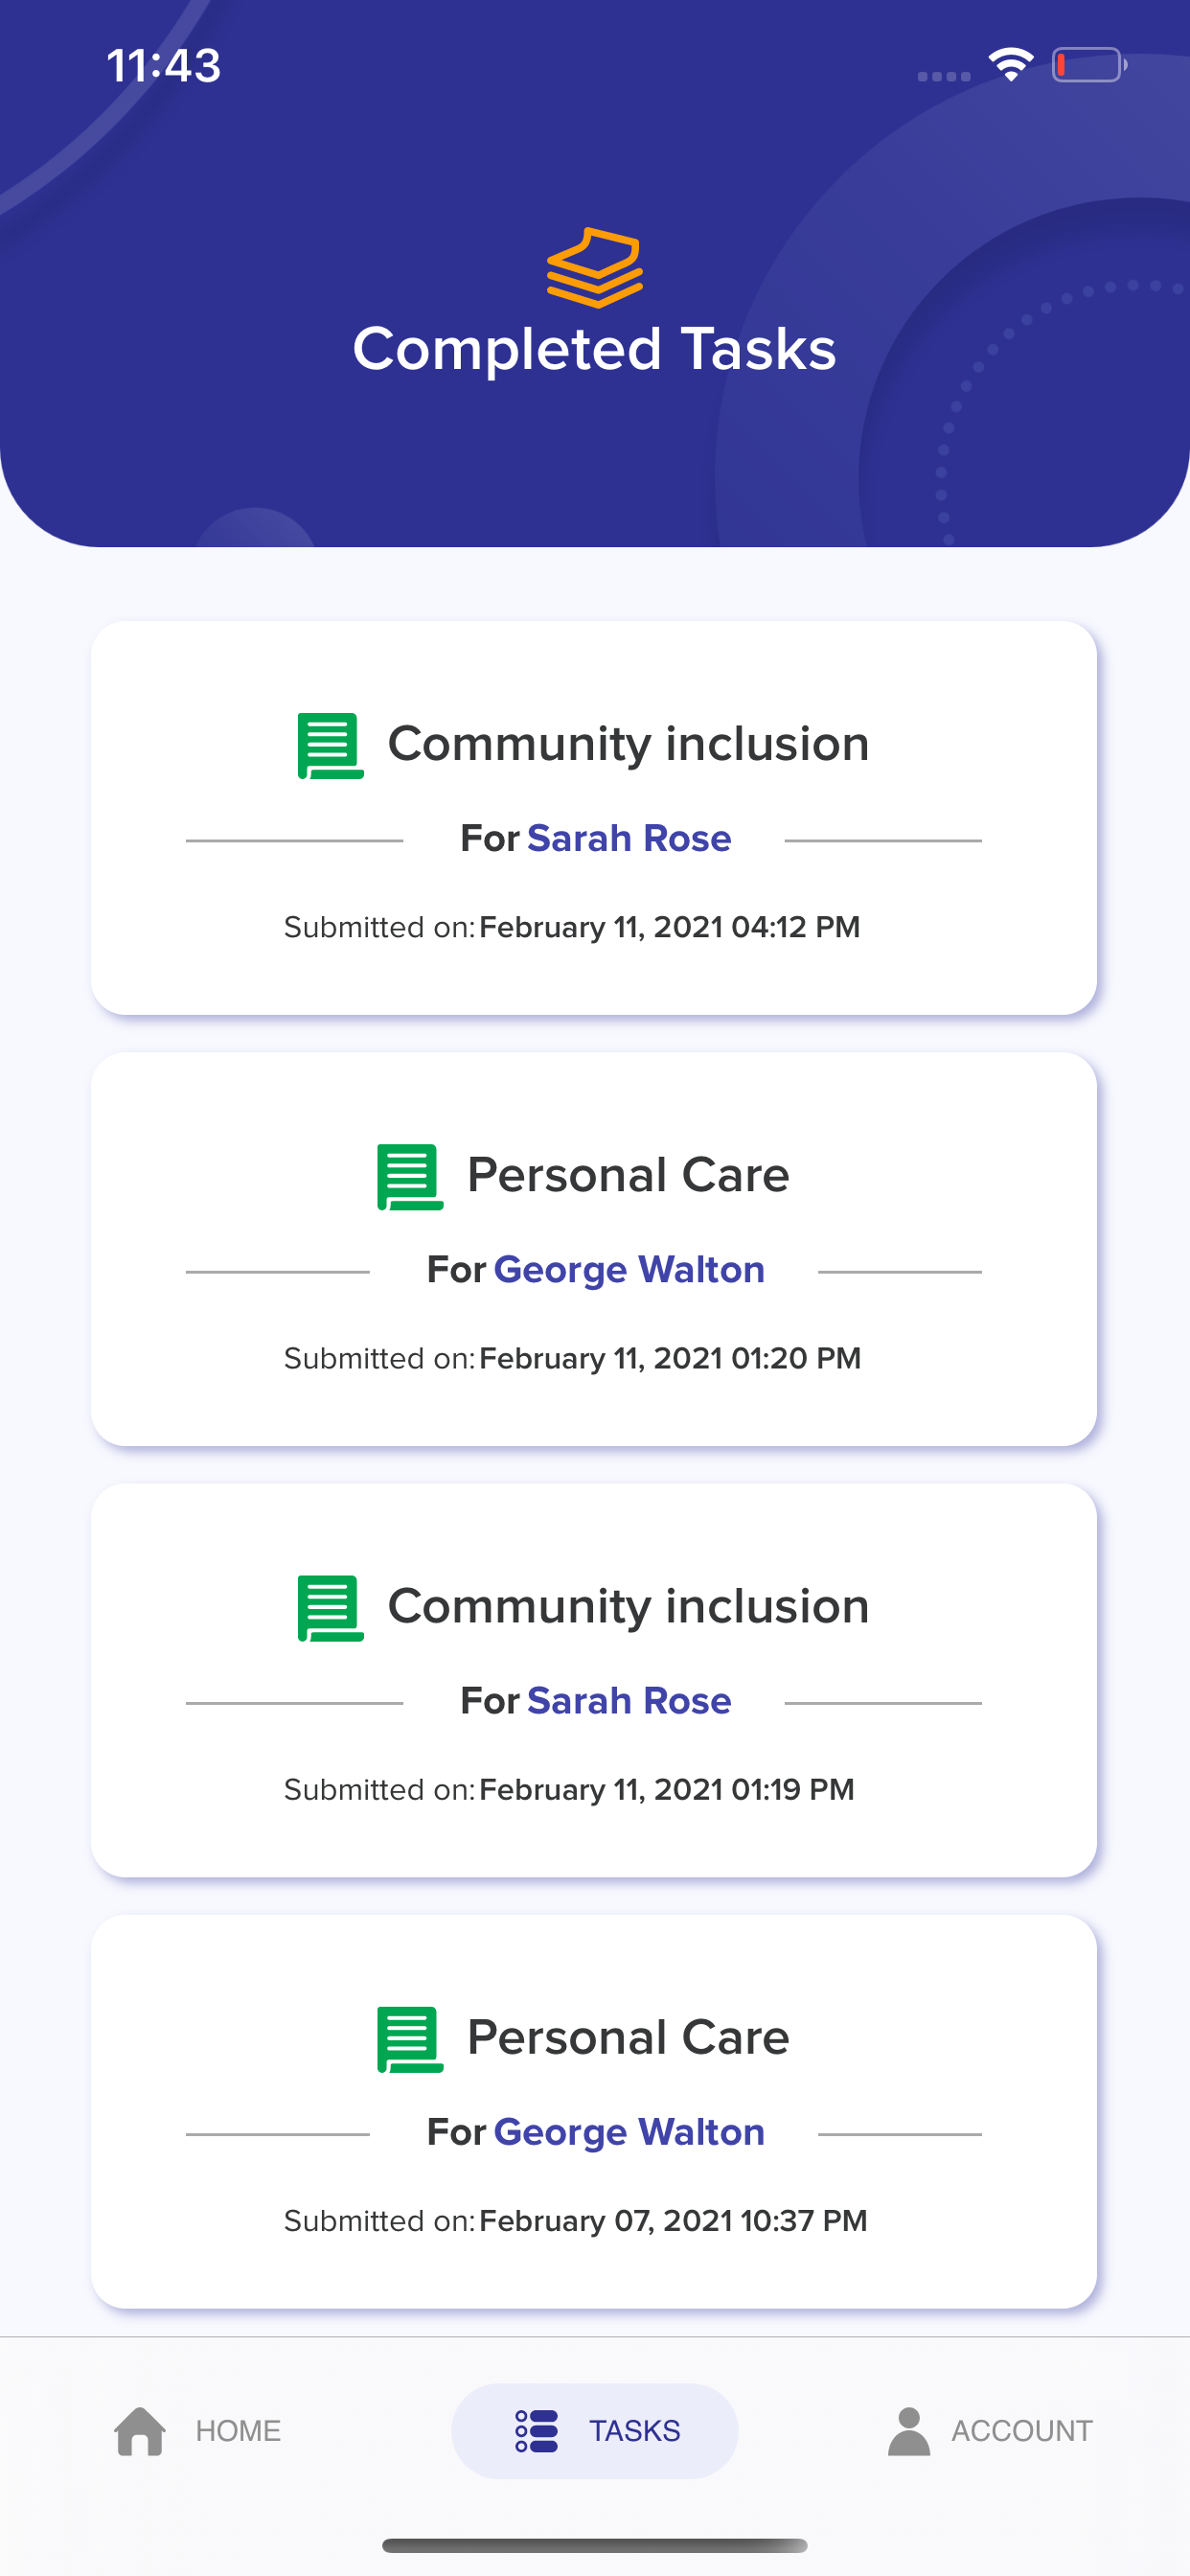 11:43
Completed Tasks
Community inclusion
For Sarah Rose
Submitted on: February 11, 2021 04:12 PM
Personal Care
For George Walton
Submitted on: February 11, 2021 01:20 PM
Community inclusion
For Sarah Rose
Submitted on: February 11, 2021 01:19 PM
Personal Care
For George Walton
Submitted on: February 07, 2021 10:37 PM
HOME TASKS ACCOUNT